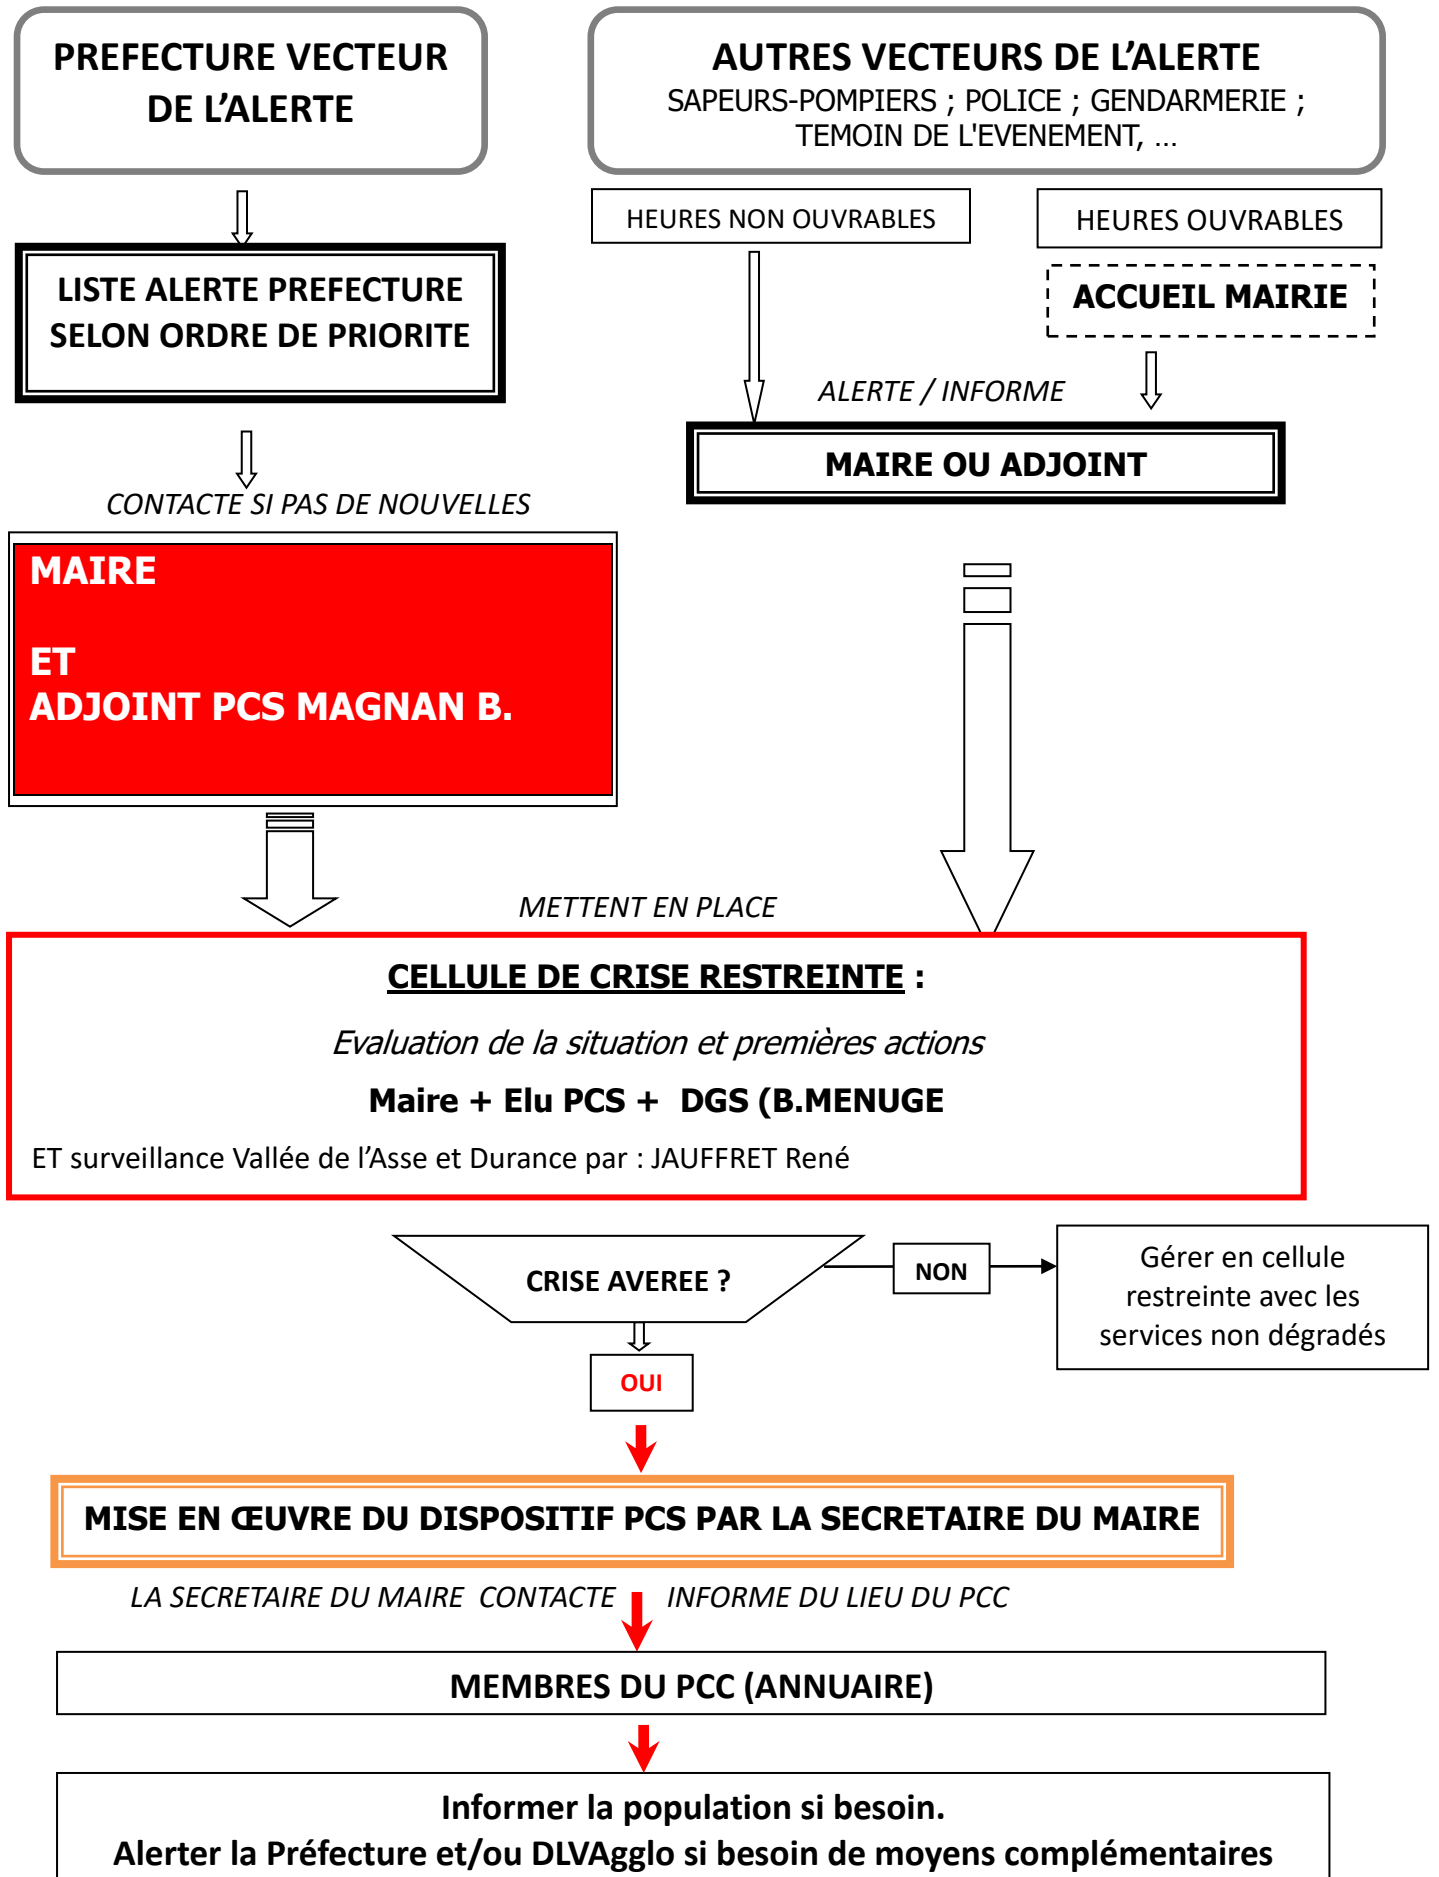 PREFECTURE VECTEUR
DE L’ALERTE
AUTRES VECTEURS DE L’ALERTE
SAPEURS-POMPIERS ; POLICE ; GENDARMERIE ;
TEMOIN DE L'EVENEMENT, …
HEURES NON OUVRABLES
HEURES OUVRABLES
LISTE ALERTE PREFECTURE
SELON ORDRE DE PRIORITE
ACCUEIL MAIRIE
ALERTE / INFORME
MAIRE OU ADJOINT
CONTACTE SI PAS DE NOUVELLES
MAIRE
ET
ADJOINT PCS MAGNAN B.
METTENT EN PLACE
CELLULE DE CRISE RESTREINTE :
Evaluation de la situation et premières actions
Maire + Elu PCS + DGS (B.MENUGE
ET surveillance Vallée de l’Asse et Durance par : JAUFFRET René
CRISE AVEREE ?
NON
Gérer en cellule
restreinte avec les
services non dégradés
OUI
MISE EN ŒUVRE DU DISPOSITIF PCS PAR LA SECRETAIRE DU MAIRE
LA SECRETAIRE DU MAIRE CONTACTE INFORME DU LIEU DU PCC
MEMBRES DU PCC (ANNUAIRE)
Informer la population si besoin.
Alerter la Préfecture et/ou DLVAgglo si besoin de moyens complémentaires